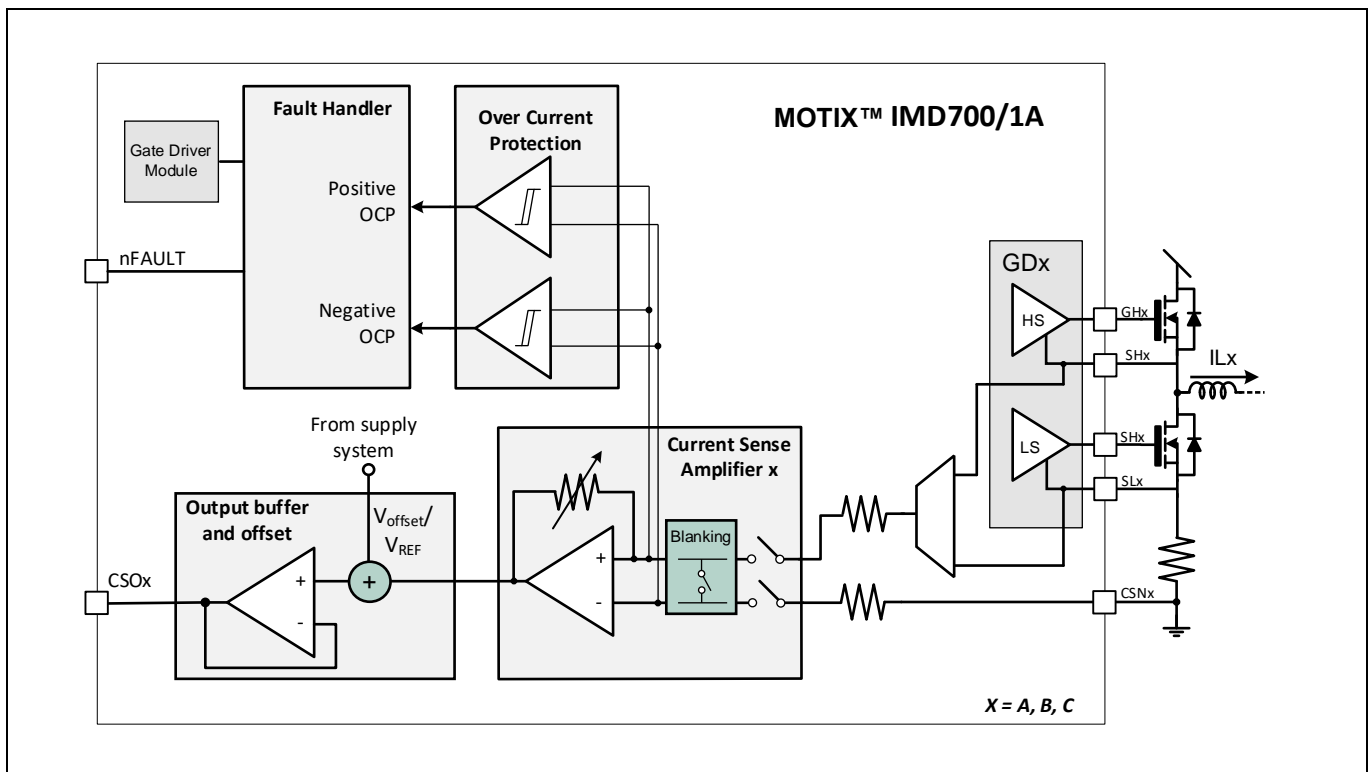 MOTIX™ IMD700/1A
Fault Handler
Over Current
Protection
Gate Driver
Module
Positive
OCP
Negative
OCP
nFAULT
GDx
HS
LS
GHx
SHx
ILx
SHx
SLx
CSNx
From supply
system
Current Sense
Amplifier x
Blanking
+
-
Output buffer
and offset
Voffset/
VREF
+
+
-
CSOx
X = A, B, C